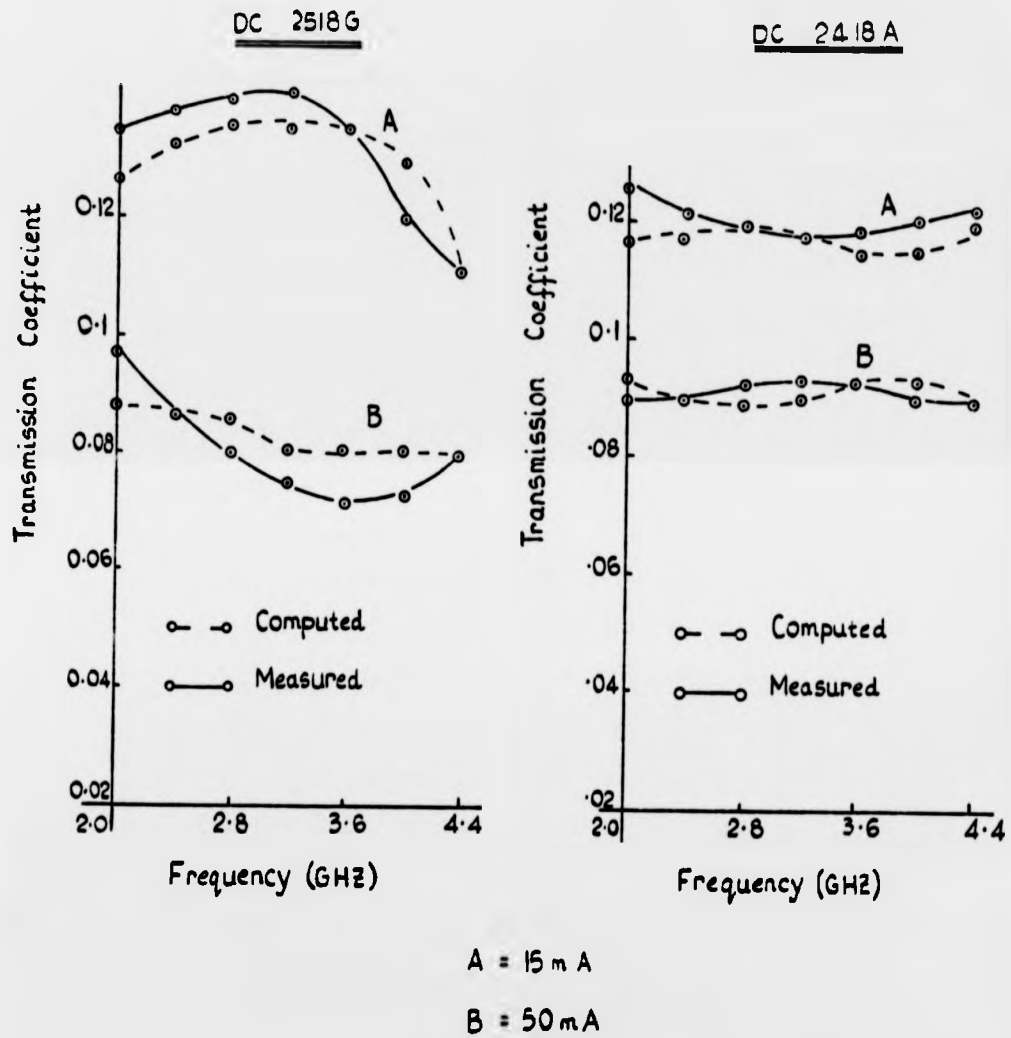 DC 2518G
A
0.12
0.1
0.08
0.06
0.04
0.02
B
Computed
Measured
2.0 2.8 3.6 4.4
Transmission Coefficient
Frequency (GHZ)
DC 2418A
A
0.12
0.1
B
.08
.06
.04
.02
Computed
Measured
2.0 2.8 3.6 4.4
Transmission Coefficient
Frequency (GHZ)
A = 15 mA
B = 50 mA